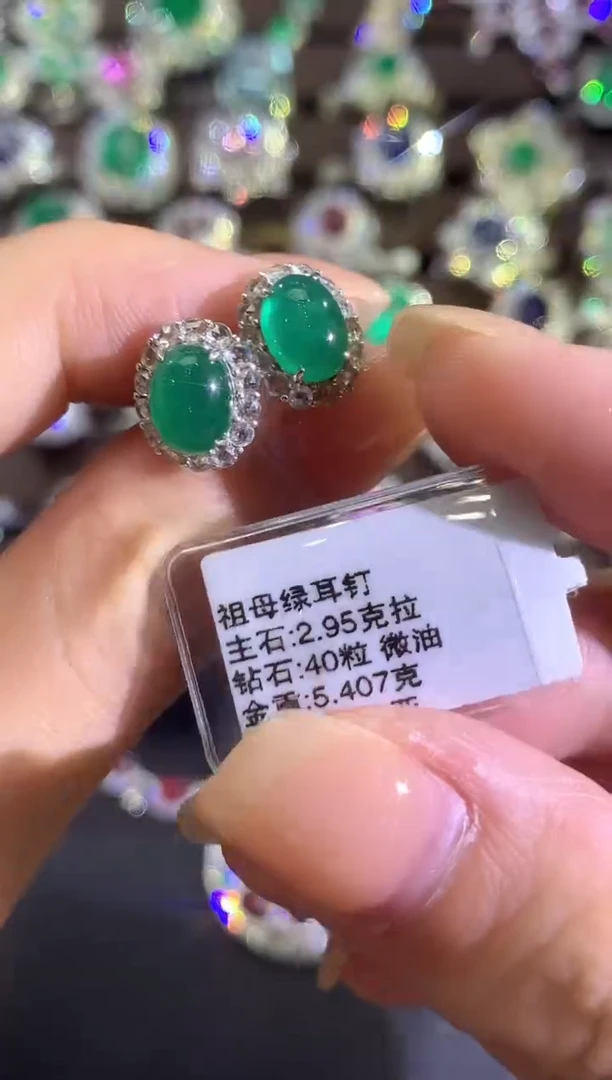 祖母绿耳钉
主石:2.95克拉
钻石:40粒 微油
金重:5.407克